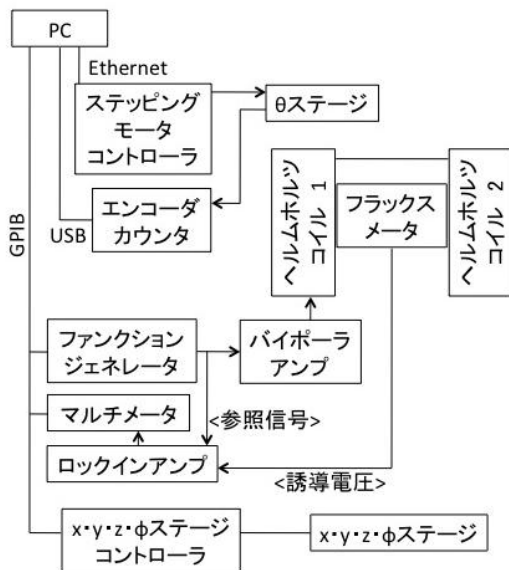 PC
Ethernet
ステッピング
モータ
コントローラ
θステージ
エンコーダ
カウンタ
USB
GPIB
ヘルムホルツ
コイル 1
フラックス
メータ
ヘルムホルツ
コイル 2
ファンクション
ジェネレータ
バイポーラ
アンプ
マルチメータ
<参照信号>
ロックインアンプ
<誘導電圧>
x・y・z・φステージ
コントローラ
x・y・z・φステージ